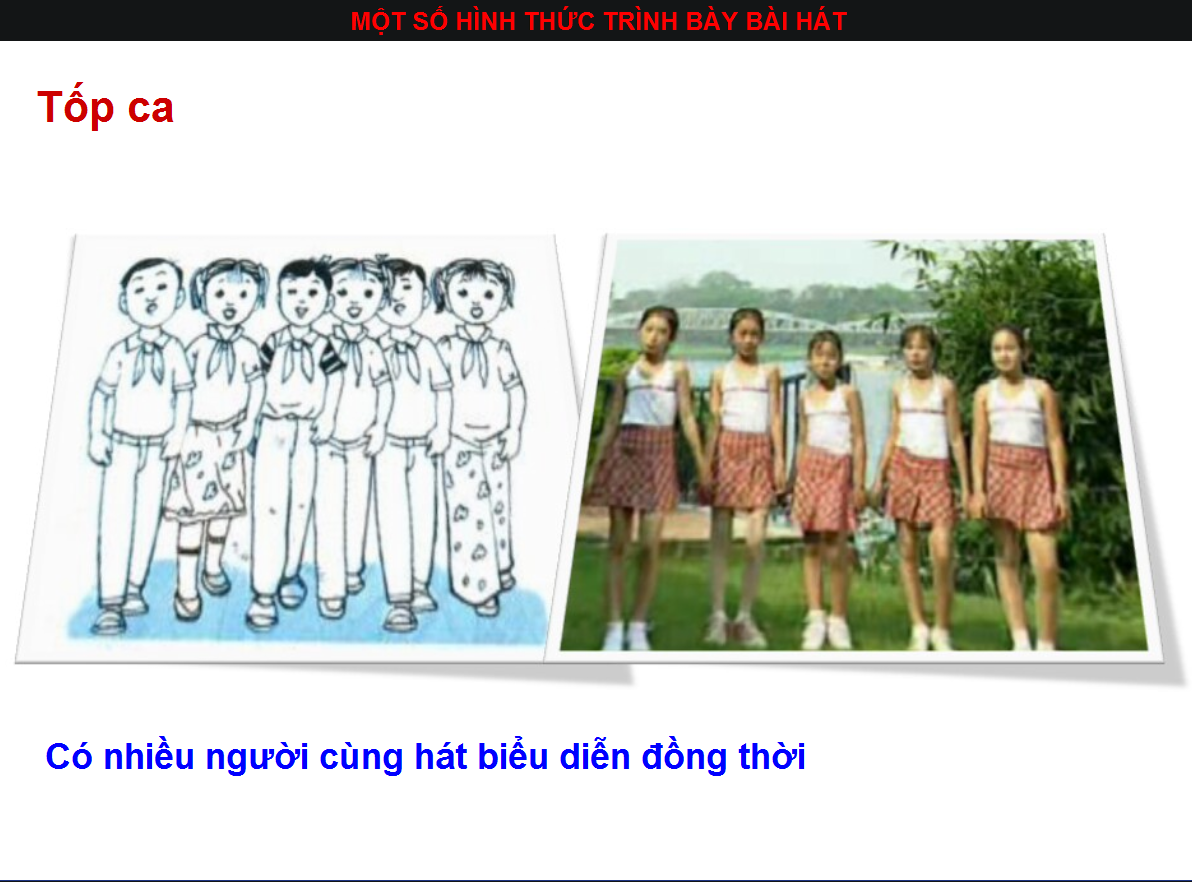 MỘT SỐ HÌNH THỨC TRÌNH BÀY BÀI HÁT
Tốp ca
Có nhiều người cùng hát biểu diễn đồng thời